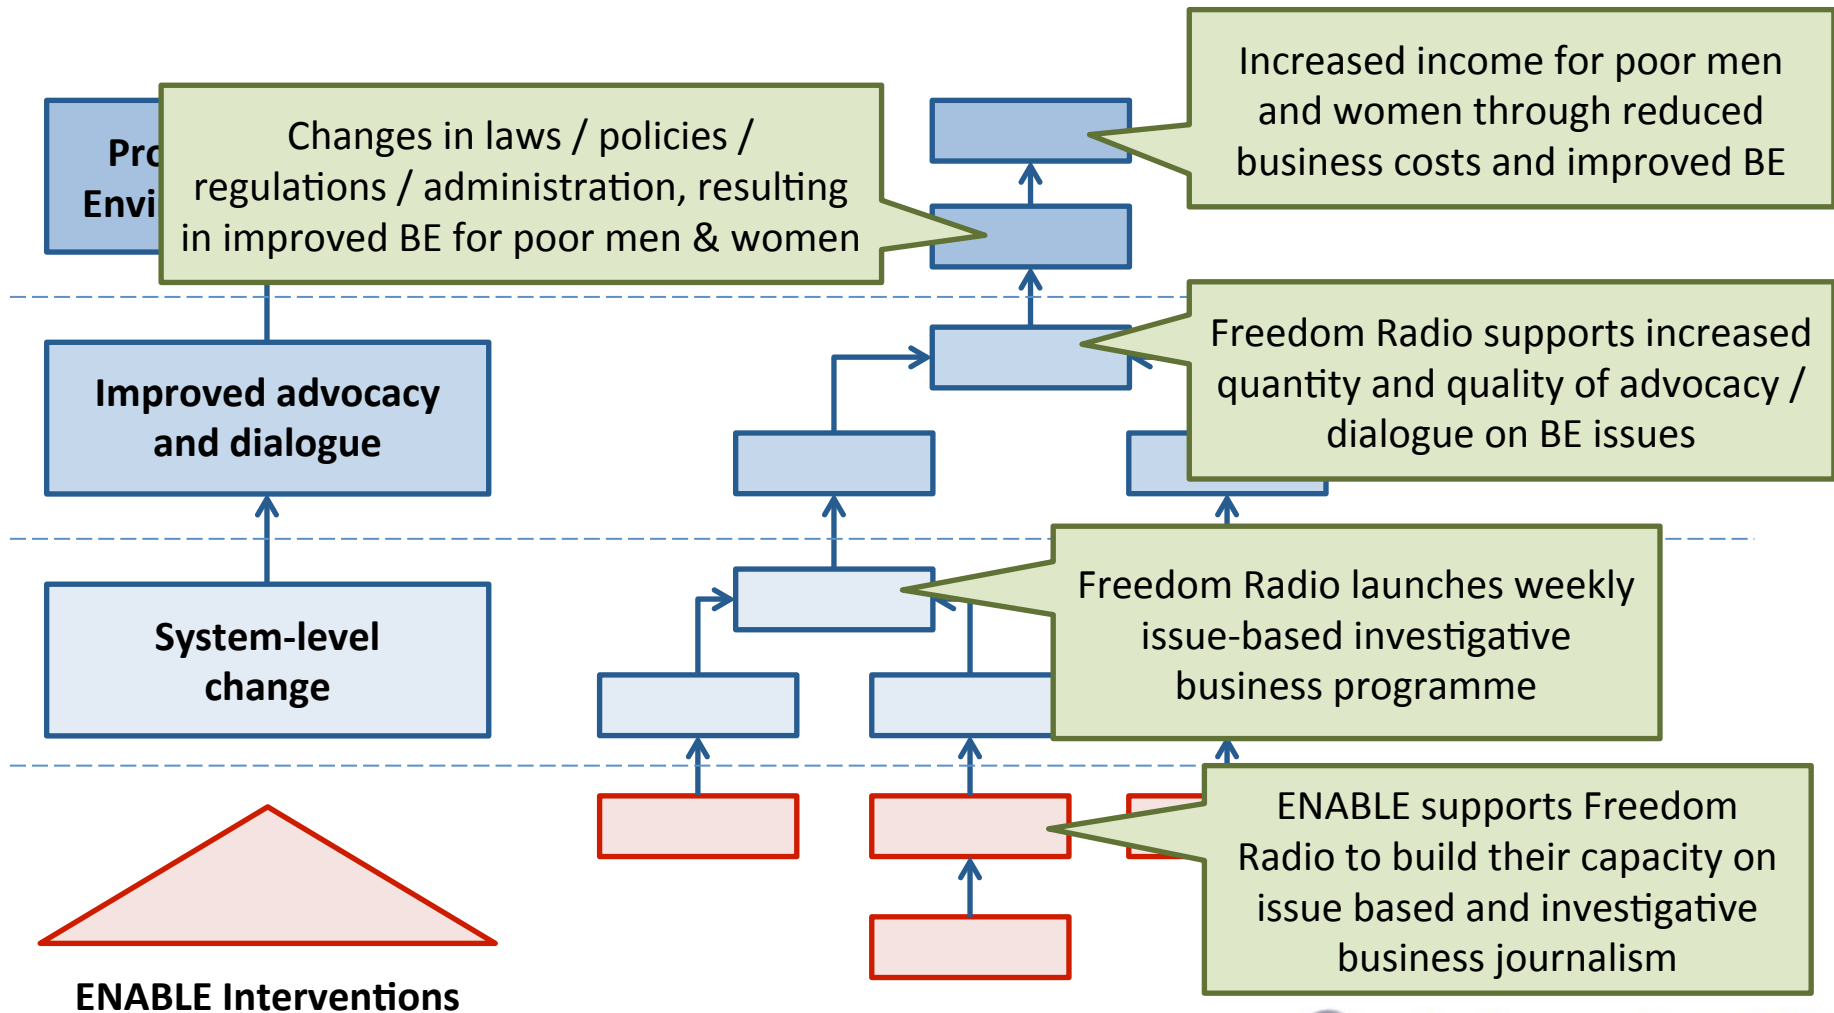 Increased income for poor men
and women through reduced
business costs and improved BE
Changes in laws / policies /
regulations / administration, resulting
in improved BE for poor men & women
Freedom Radio supports increased
quantity and quality of advocacy /
dialogue on BE issues
Improved advocacy
and dialogue
Freedom Radio launches weekly
issue-based investigative
business programme
System-level
change
ENABLE supports Freedom
Radio to build their capacity on
issue based and investigative
business journalism
ENABLE Interventions